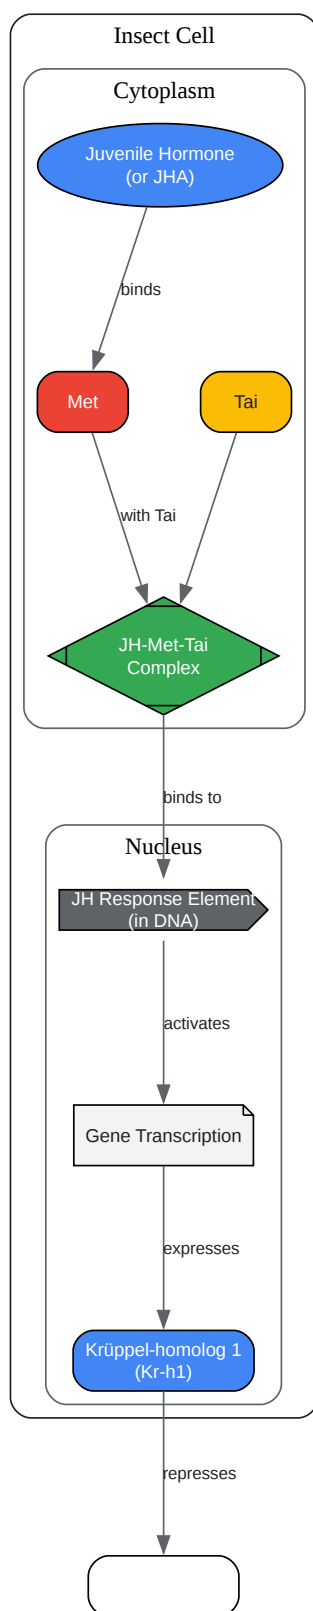 Insect Cell
Cytoplasm
Juvenile Hormone
(or JHA)
binds
Met
Tai
with Tai
JH-Met-Tai
Complex
binds to
Nucleus
JH Response Element
(in DNA)
activates
Gene Transcription
expresses
Krüppel-homolog 1
(Kr-h1)
represses